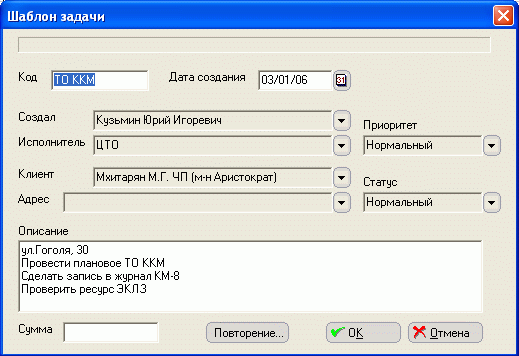 Шаблон задачи
Код ТО ККМ Дата создания 03/01/06 31
Создал Кузьмин Юрий Игоревич
Приоритет
Исполнитель ЦТО Нормальный
Клиент Мхитарян М.Г. ЧП (м-н Аристократ)
Статус
Адрес Нормальный
Описание
ул.Гоголя, 30
Провести плановое ТО ККМ
Сделать запись в журнал КМ-8
Проверить ресурс ЭКЛЗ
Сумма Повторение... OK Отмена